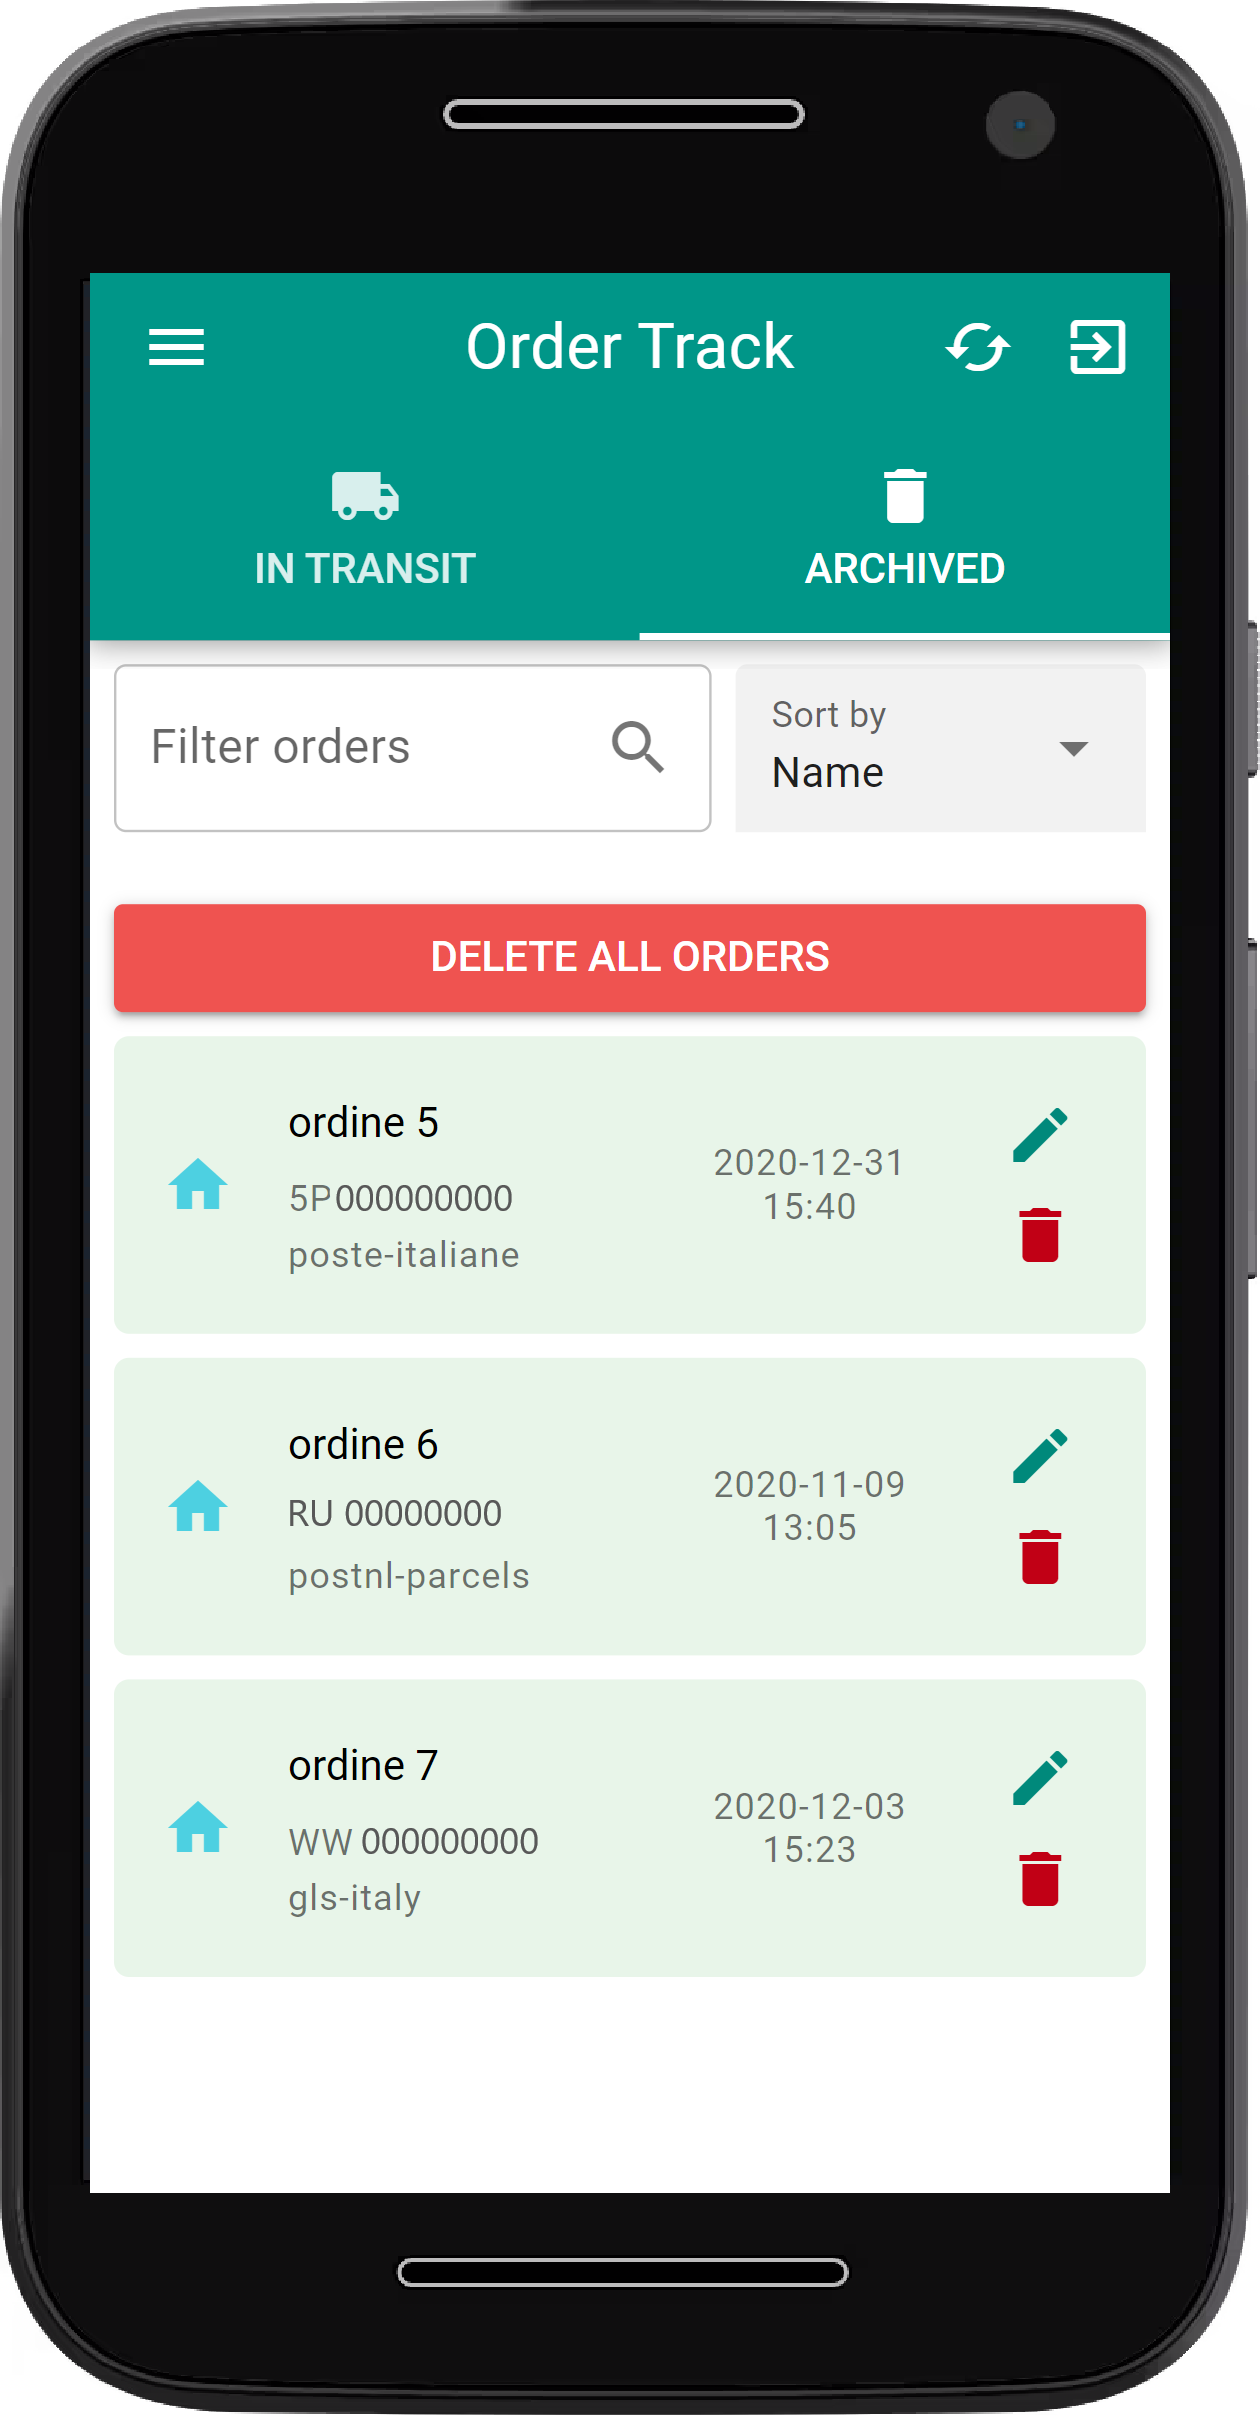 Order Track
IN TRANSIT
ARCHIVED
Filter orders
Sort by
Name
DELETE ALL ORDERS
ordine 5
5P000000000
poste-italiane
2020-12-31
15:40
ordine 6
RU 00000000
postnl-parcels
2020-11-09
13:05
ordine 7
WW 000000000
gls-italy
2020-12-03
15:23